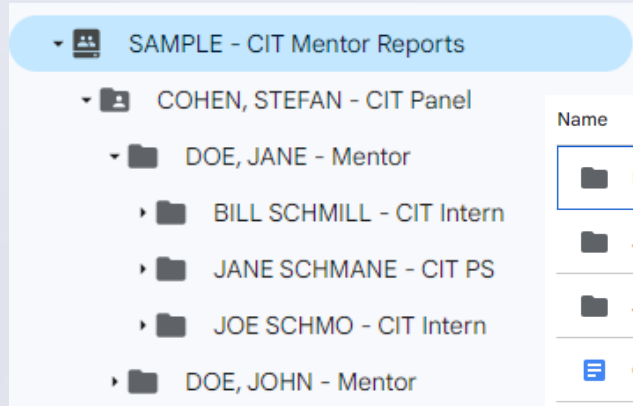 SAMPLE - CIT Mentor Reports
COHEN, STEFAN - CIT Panel
DOE, JANE - Mentor
BILL SCHMILL - CIT Intern
JANE SCHMANE - CIT PS
JOE SCHMO - CIT Intern
DOE, JOHN - Mentor
Name